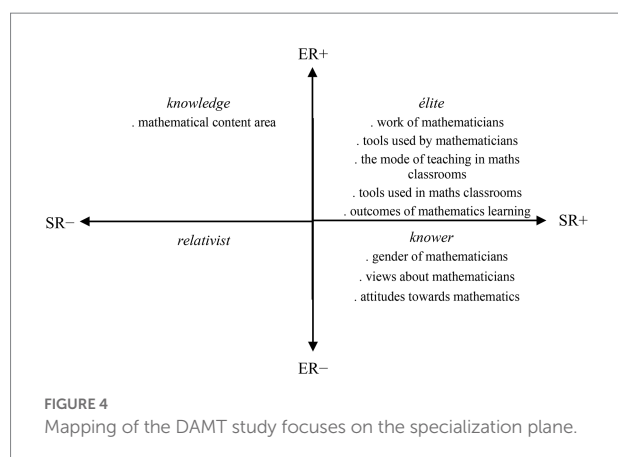 ER+
knowledge
. mathematical content area
élite
. work of mathematicians
. tools used by mathematicians
. the mode of teaching in maths
classrooms
. tools used in maths classrooms
. outcomes of mathematics learning
SR−
SR+
relativist
knower
. gender of mathematicians
. views about mathematicians
. attitudes towards mathematics
ER−
FIGURE 4
Mapping of the DAMT study focuses on the specialization plane.